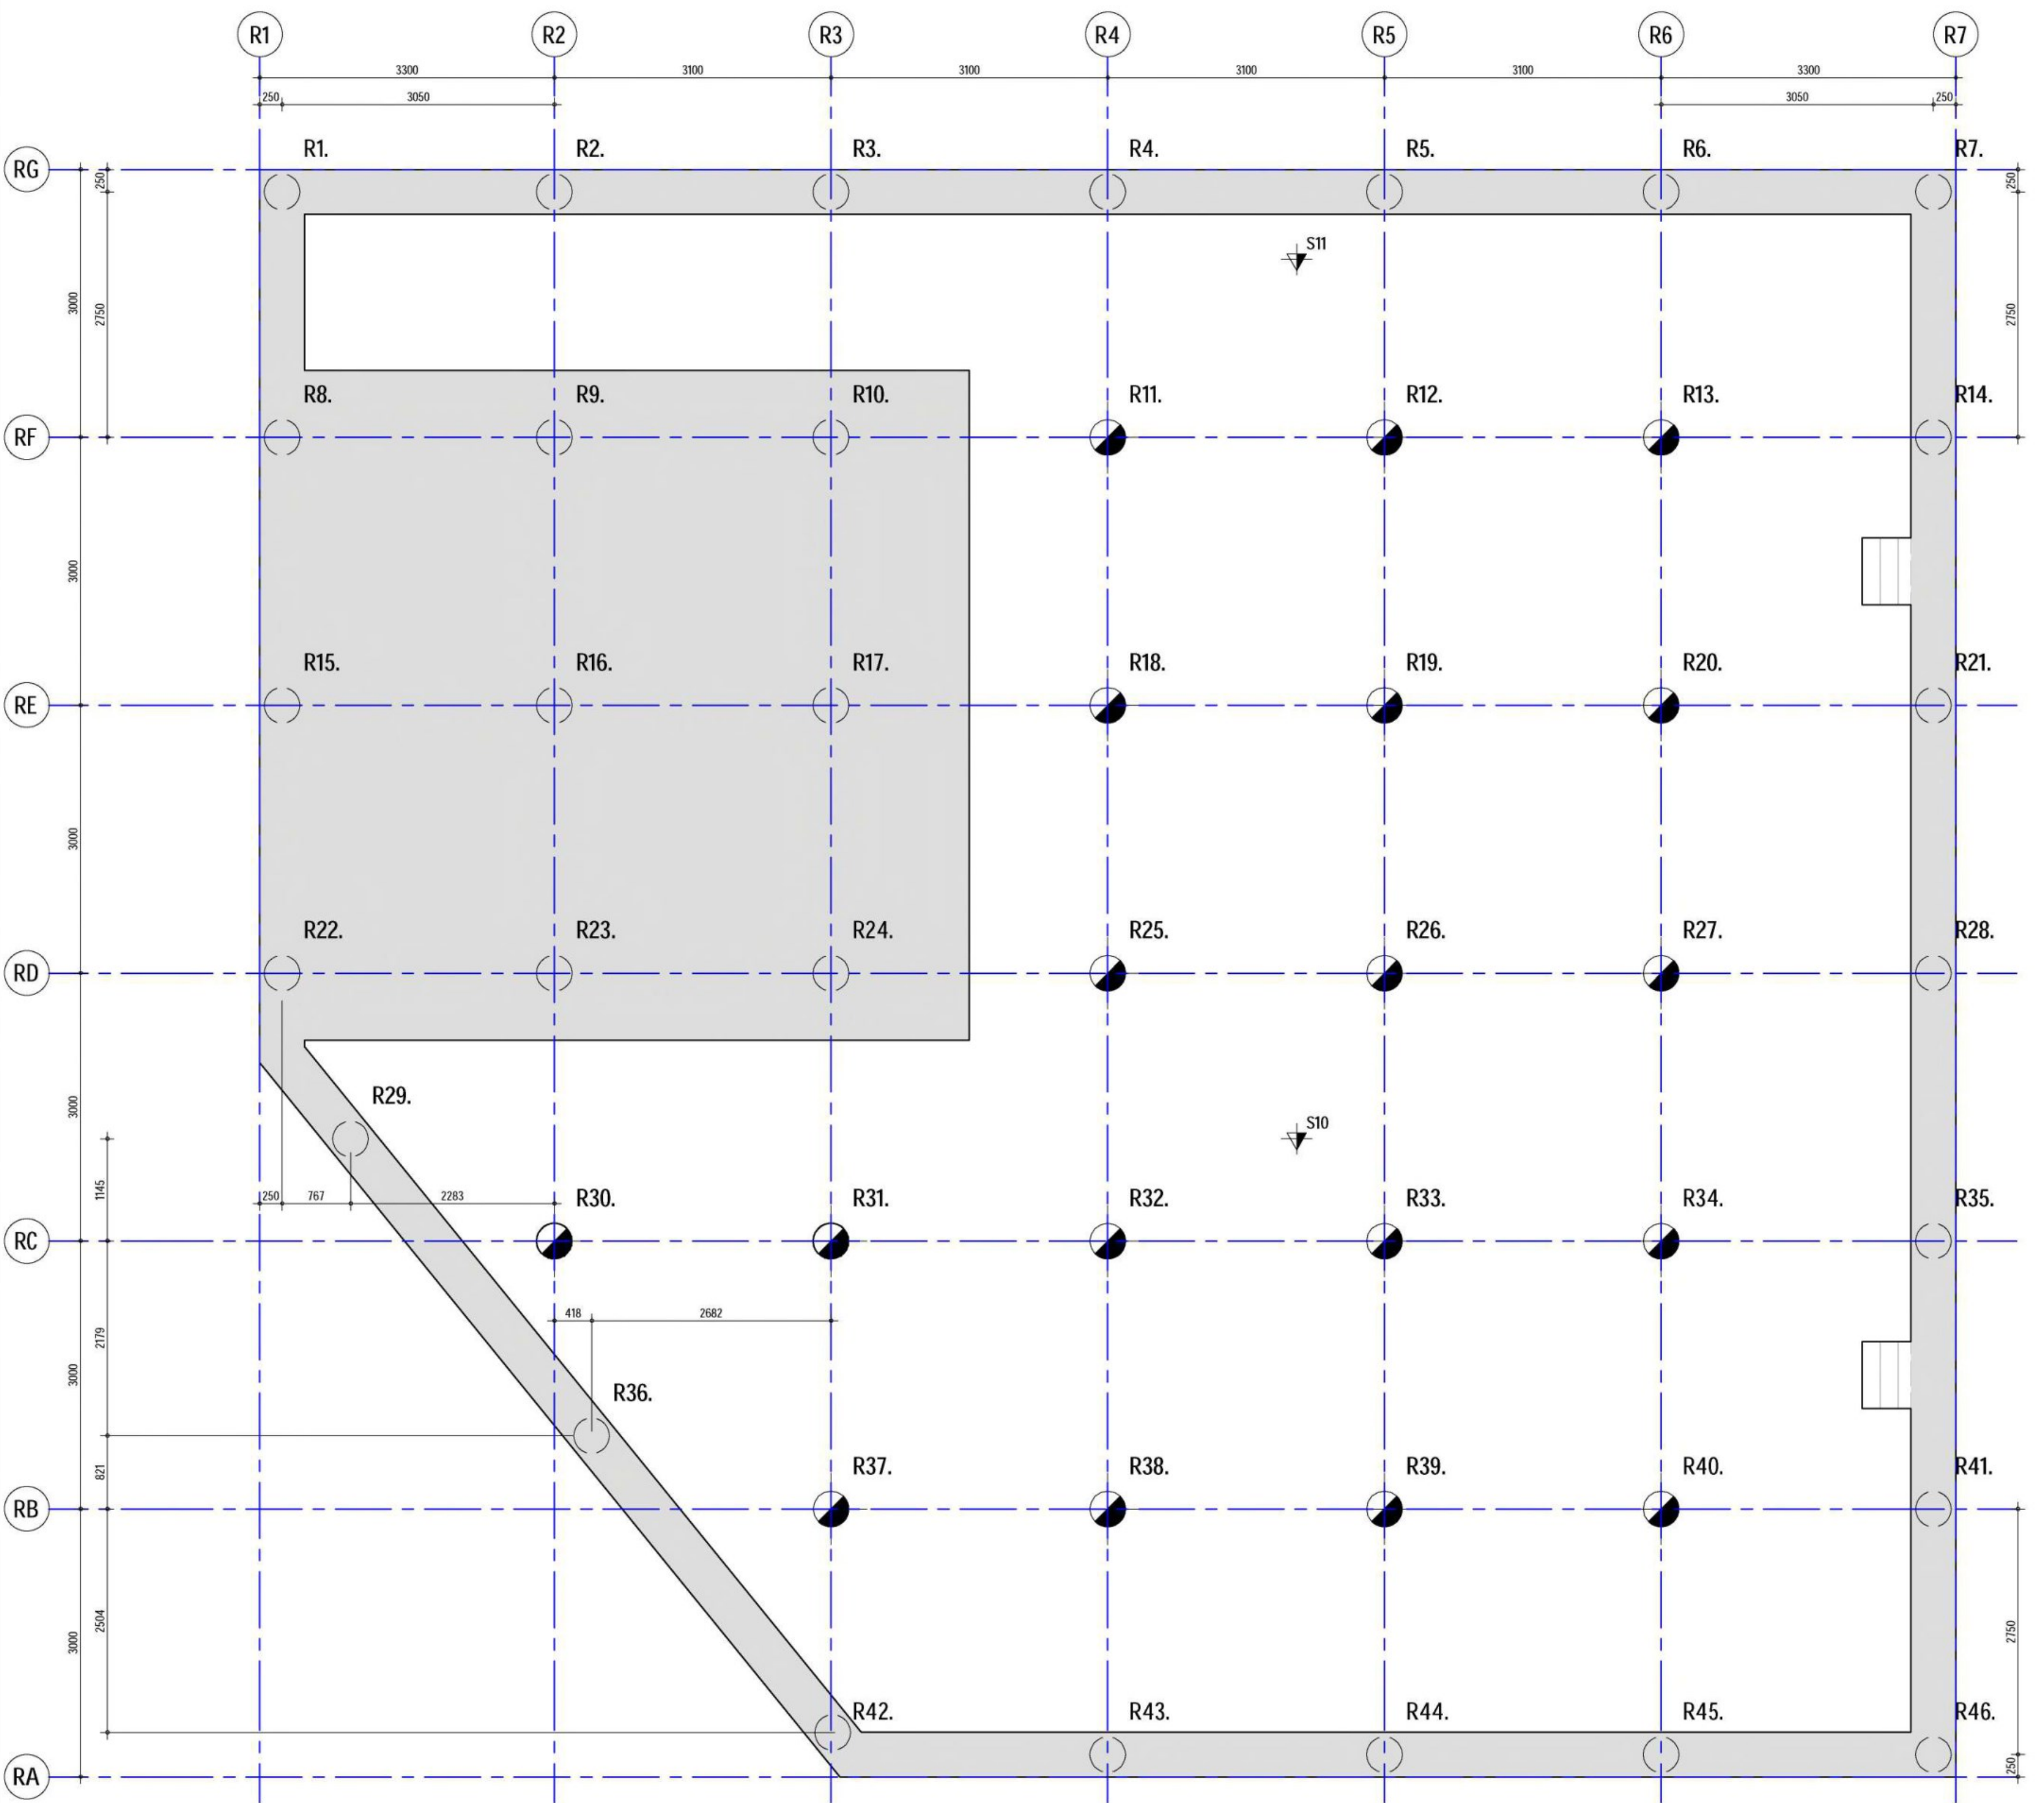 R1 R2 R3 R4 R5 R6 R7
3300 3100 3100 3100 3100 3300
250 3050 3050 250
RG R1. R2. R3. R4. R5. R6. R7.
250 250
S11
3000 2750 2750
R8. R9. R10. R11. R12. R13. R14.
RF
3000
R15. R16. R17. R18. R19. R20. R21.
RE
3000
R22. R23. R24. R25. R26. R27. R28.
RD
R29.
3000
S10
1145
250 767 2283
R30. R31. R32. R33. R34. R35.
RC
418 2682
2179
3000
R36.
821
R37. R38. R39. R40. R41.
RB
2504
3000
2750
R42. R43. R44. R45. R46.
250
RA